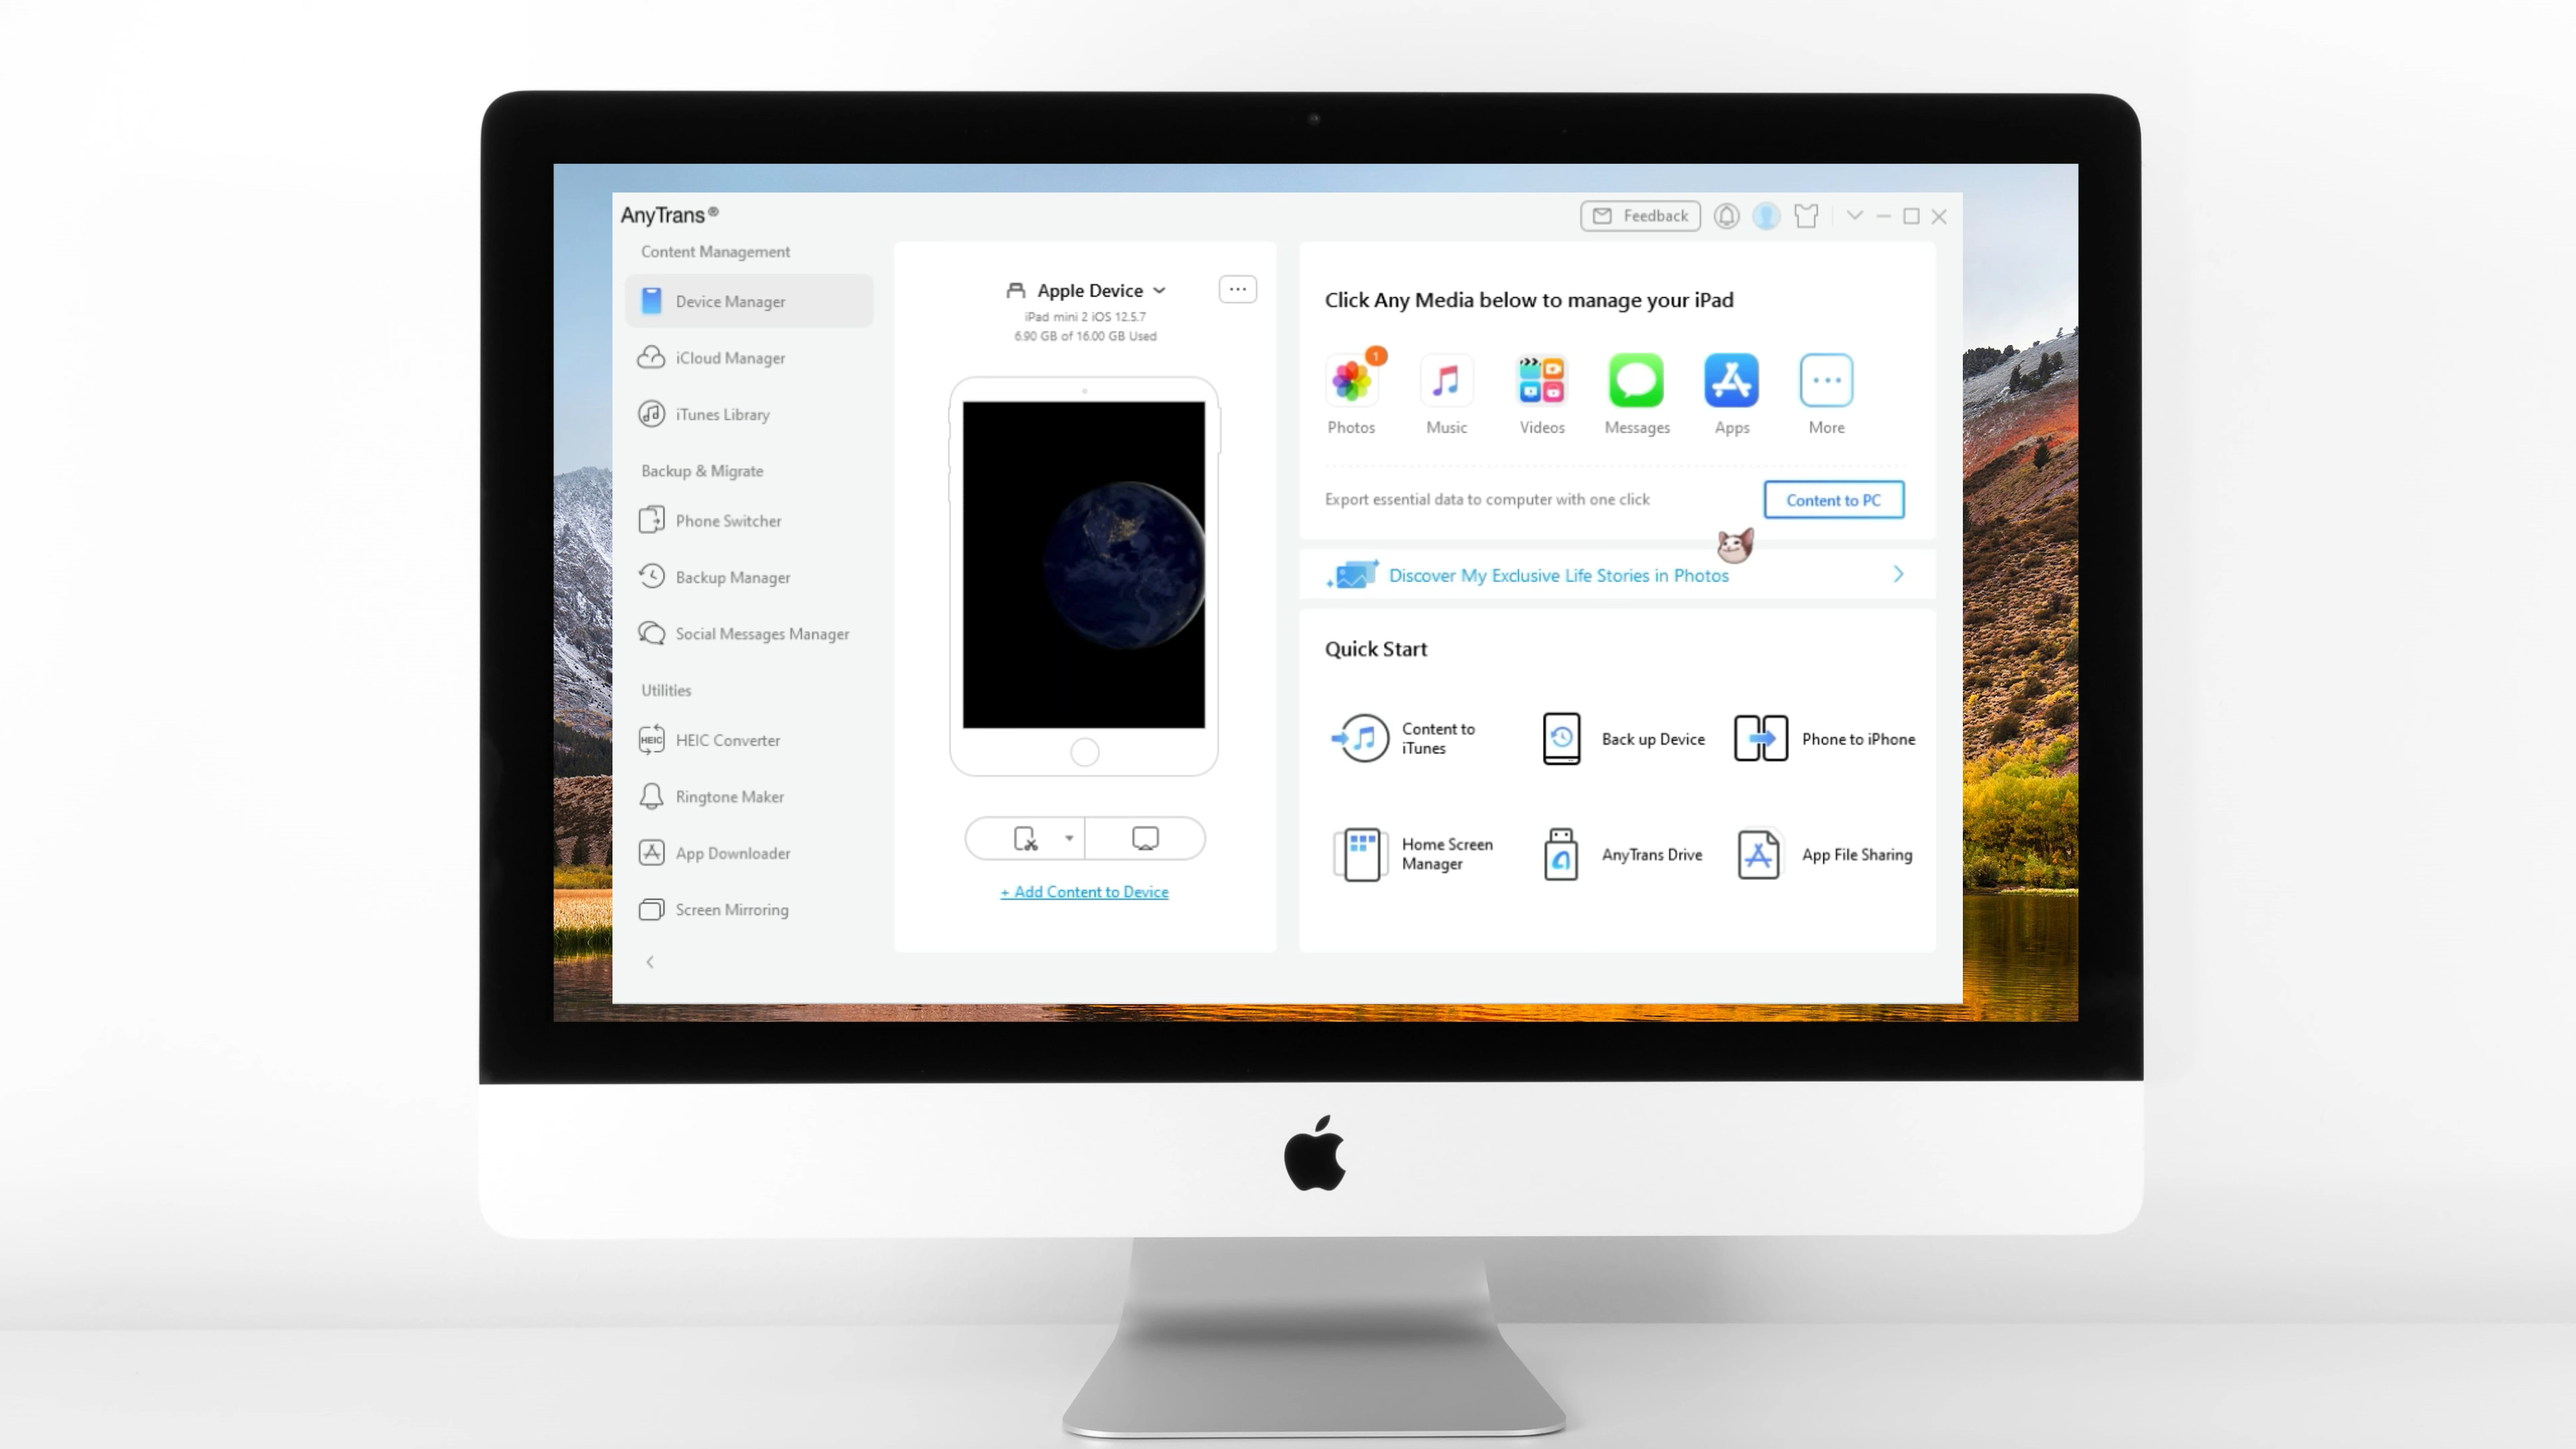 AnyTrans®
Feedback
Content Management
Device Manager
iCloud Manager
iTunes Library
Backup & Migrate
Phone Switcher
Backup Manager
Social Messages Manager
Utilities
HEIC
HEIC Converter
Ringtone Maker
App Downloader
Screen Mirroring
Apple Device
iPad mini 2 iOS 12.5.7
6.90 GB of 16.00 GB Used
+ Add Content to Device
Click Any Media below to manage your iPad
1
Photos
Music
Videos
Messages
Apps
More
Export essential data to computer with one click
Content to PC
Discover My Exclusive Life Stories in Photos
Quick Start
Content to
iTunes
Back up Device
Phone to iPhone
Home Screen
Manager
AnyTrans Drive
App File Sharing